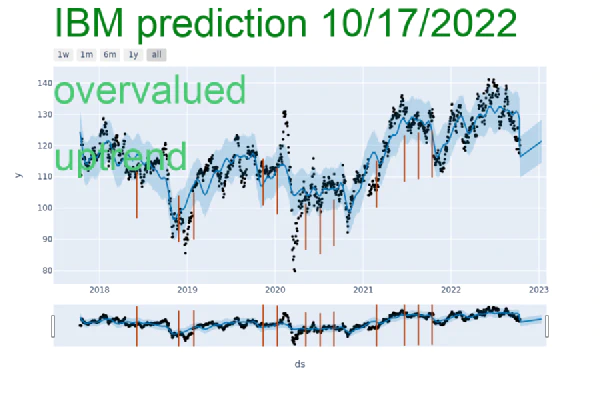 IBM prediction 10/17/2022
1w 1m 6m 1y all
overvalued
uptrend
140
130
120
110
100
90
80
y
2018 2019 2020 2021 2022 2023
ds